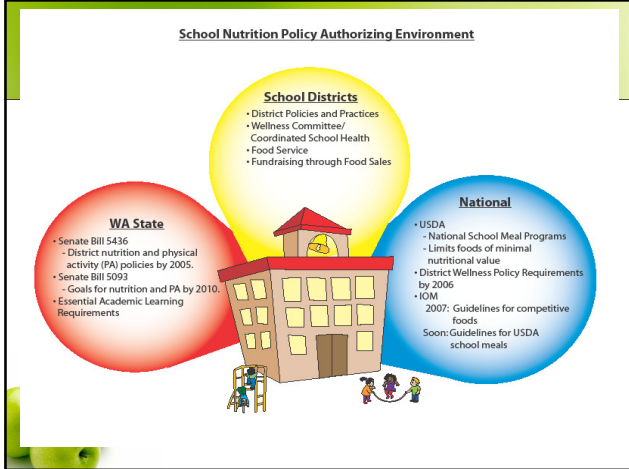 School Nutrition Policy Authorizing Environment
School Districts
• District Policies and Practices
• Wellness Committee/
Coordinated School Health
• Food Service
• Fundraising through Food Sales
WA State
• Senate Bill 5436
- District nutrition and physical
activity (PA) policies by 2005.
• Senate Bill 5093
- Goals for nutrition and PA by 2010.
• Essential Academic Learning
Requirements
National
• USDA
- National School Meal Programs
- Limits foods of minimal
nutritional value
• District Wellness Policy Requirements
by 2006
• IOM
2007: Guidelines for competitive
foods
Soon: Guidelines for USDA
school meals